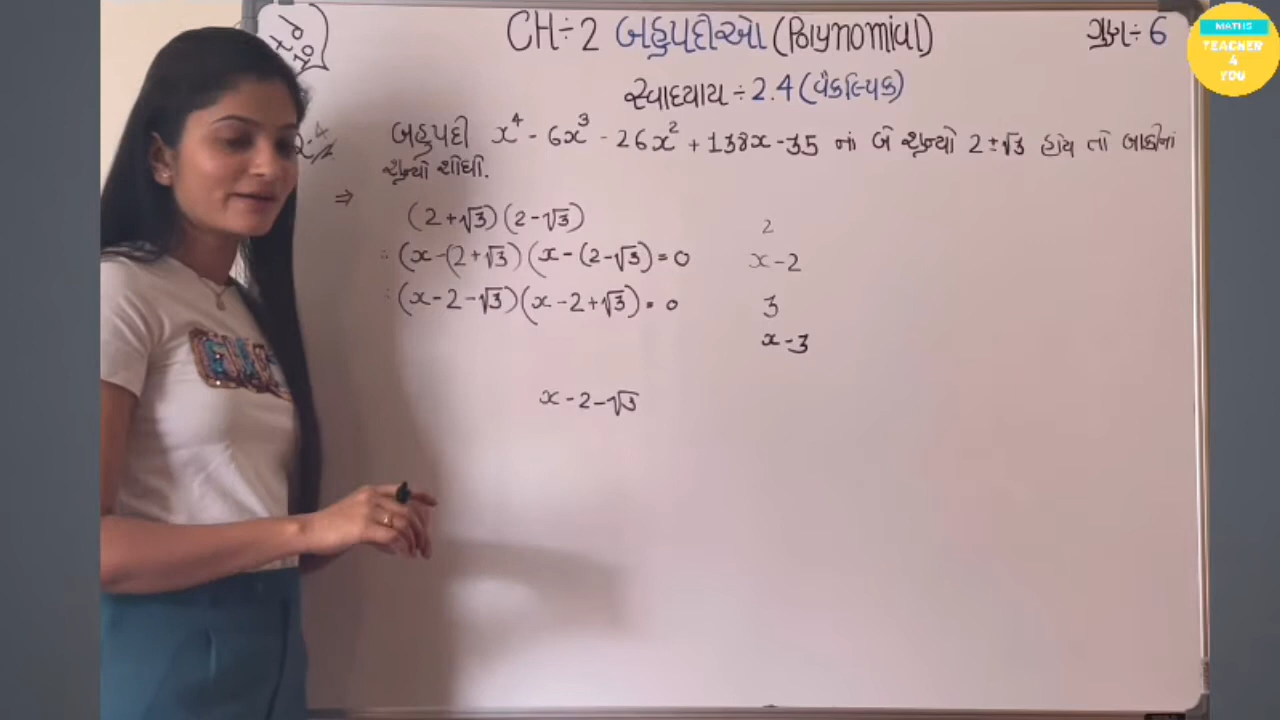 CH÷2 બહુપદીઓ (Polynomial) ગુણ÷6
MATHS
TEACHER
4
YOU
સ્વાધ્યાય ÷ 2.4 (વૈકલ્પિક)
2.4
બહુપદી x⁴ - 6x³ - 26x² + 138x - 35 નાં બે શૂન્યો 2 ± √3 હોય તો બાકીનાં
શૂન્યો શોધો.
⇒ (2+√3) (2-√3)
∴ (x-(2+√3) (x-(2-√3) = 0
∴ (x-2-√3) (x-2+√3) = 0
2
x-2
3
x-3
x-2-√3